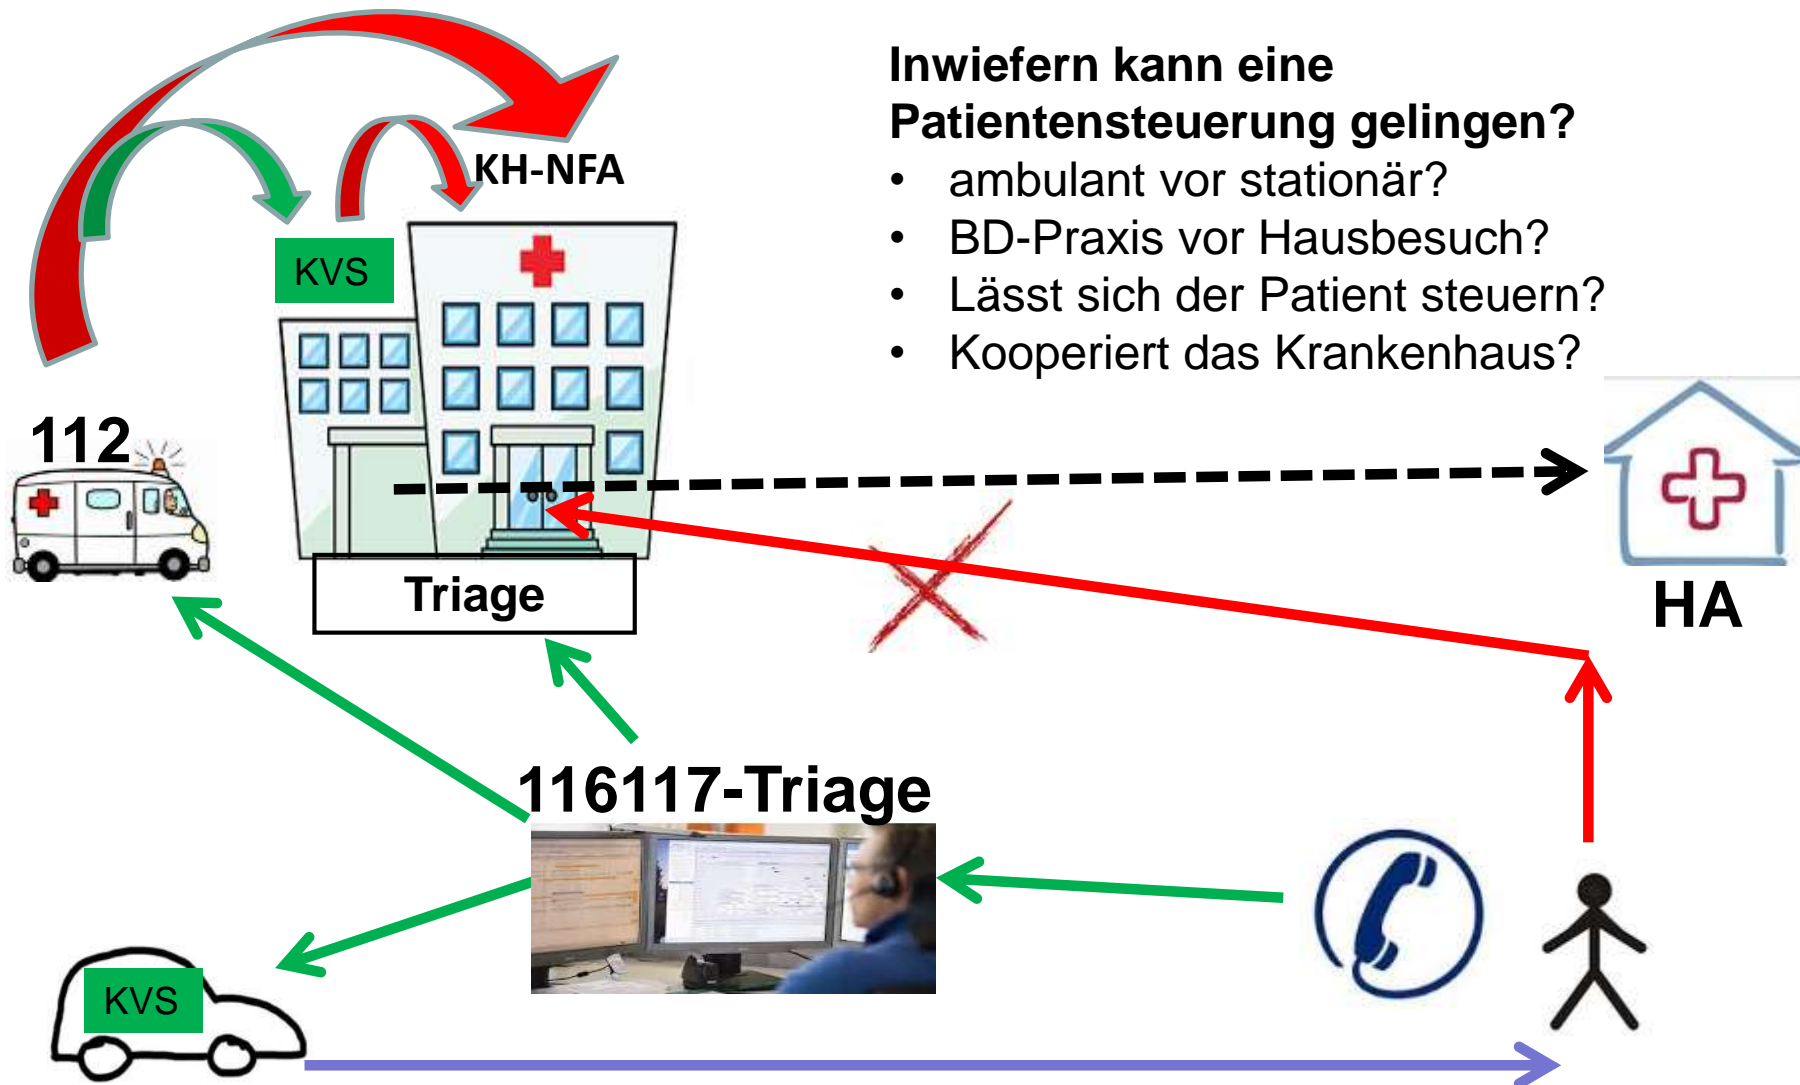 Inwiefern kann eine
Patientensteuerung gelingen?
• ambulant vor stationär?
• BD-Praxis vor Hausbesuch?
• Lässt sich der Patient steuern?
• Kooperiert das Krankenhaus?
KH-NFA
KVS
112
Triage
HA
116117-Triage
KVS